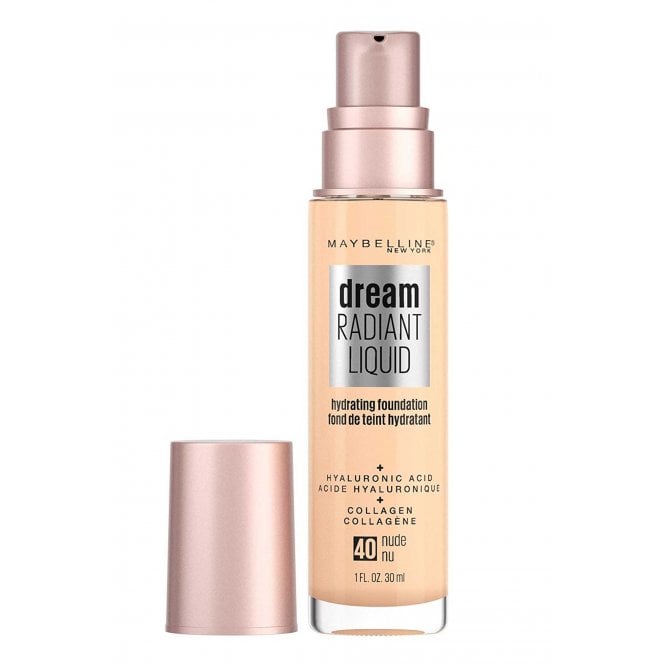 MAYBELLINE®
NEW YORK
dream
RADIANT
LIQUID
hydrating foundation
fond de teint hydratant
+
HYALURONIC ACID
ACIDE HYALURONIQUE
+
COLLAGEN
COLLAGÈNE
40 nude
nu
1 FL. OZ. 30 ml